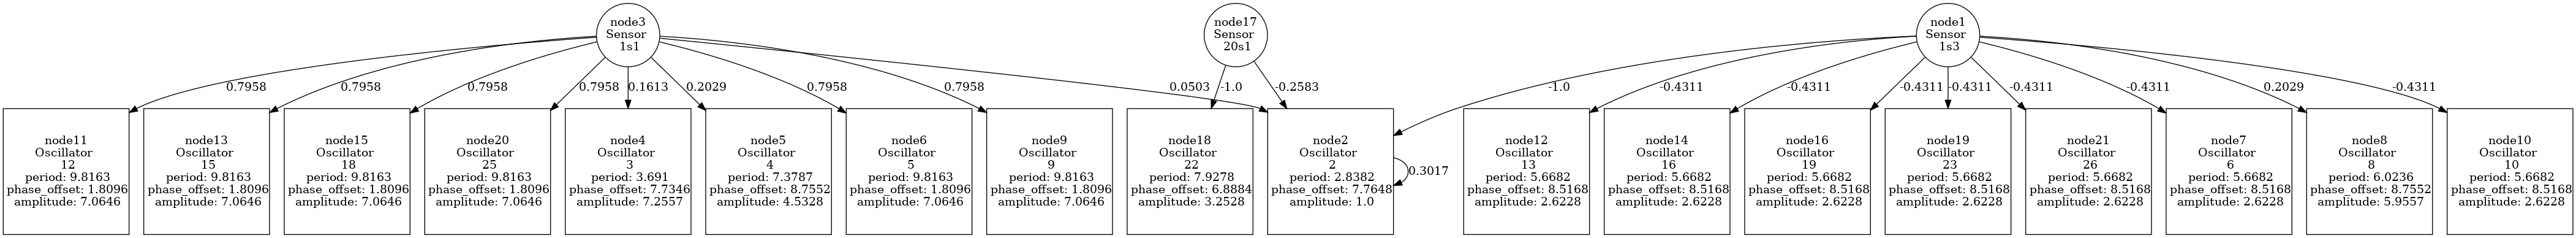 node3
Sensor
1s1
node17
Sensor
20s1
node1
Sensor
1s3
0.7958
0.7958
0.7958
0.7958
0.1613
0.2029
0.7958
0.7958
0.0503
-1.0
-0.2583
-1.0
-0.4311
-0.4311
-0.4311
-0.4311
-0.4311
-0.4311
0.2029
-0.4311
node11
Oscillator
12
period: 9.8163
phase_offset: 1.8096
amplitude: 7.0646
node13
Oscillator
15
period: 9.8163
phase_offset: 1.8096
amplitude: 7.0646
node15
Oscillator
18
period: 9.8163
phase_offset: 1.8096
amplitude: 7.0646
node20
Oscillator
25
period: 9.8163
phase_offset: 1.8096
amplitude: 7.0646
node4
Oscillator
3
period: 3.691
phase_offset: 7.7346
amplitude: 7.2557
node5
Oscillator
4
period: 7.3787
phase_offset: 8.7552
amplitude: 4.5328
node6
Oscillator
5
period: 9.8163
phase_offset: 1.8096
amplitude: 7.0646
node9
Oscillator
9
period: 9.8163
phase_offset: 1.8096
amplitude: 7.0646
node18
Oscillator
22
period: 7.9278
phase_offset: 6.8884
amplitude: 3.2528
node2
Oscillator
2
period: 2.8382
phase_offset: 7.7648
amplitude: 1.0
0.3017
node12
Oscillator
13
period: 5.6682
phase_offset: 8.5168
amplitude: 2.6228
node14
Oscillator
16
period: 5.6682
phase_offset: 8.5168
amplitude: 2.6228
node16
Oscillator
19
period: 5.6682
phase_offset: 8.5168
amplitude: 2.6228
node19
Oscillator
23
period: 5.6682
phase_offset: 8.5168
amplitude: 2.6228
node21
Oscillator
26
period: 5.6682
phase_offset: 8.5168
amplitude: 2.6228
node7
Oscillator
6
period: 5.6682
phase_offset: 8.5168
amplitude: 2.6228
node8
Oscillator
8
period: 6.0236
phase_offset: 8.7552
amplitude: 5.9557
node10
Oscillator
10
period: 5.6682
phase_offset: 8.5168
amplitude: 2.6228